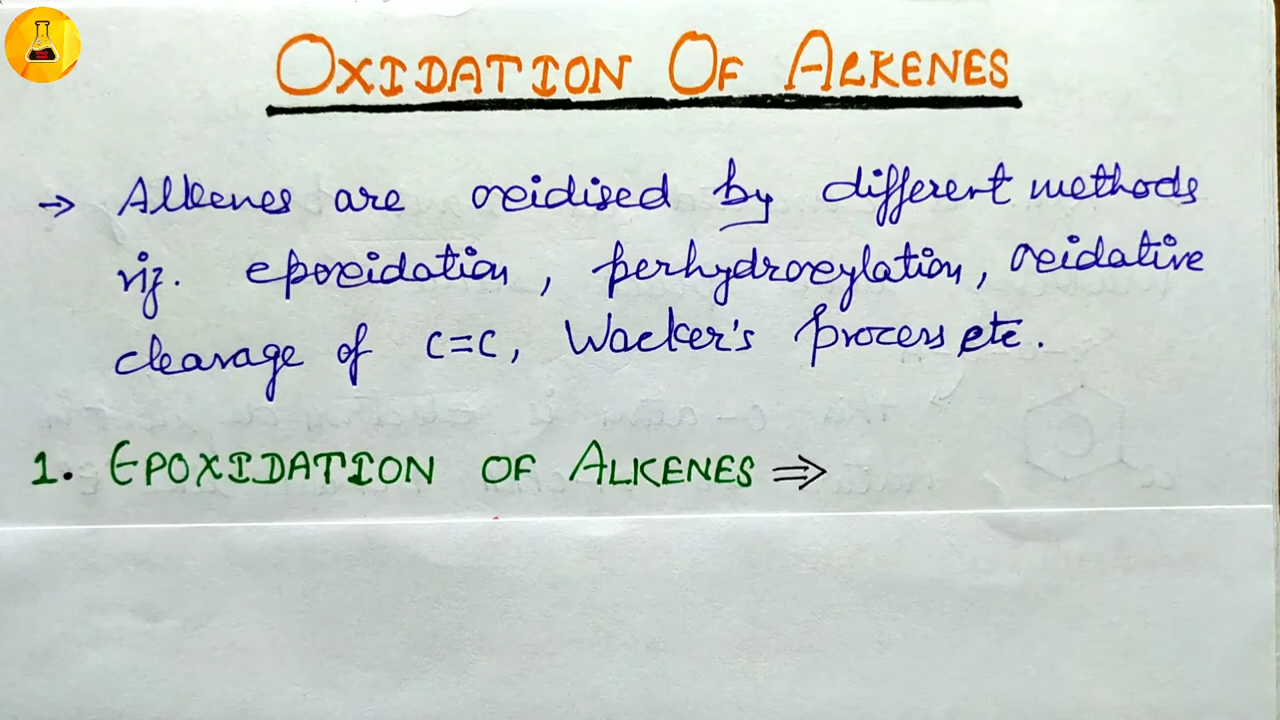 OXIDATION OF ALKENES
→ Alkenes are oxidised by different methods
viz. epoxidation, perhydroxylation, oxidative
cleavage of C=C, Wacker's process etc.
1. EPOXIDATION OF ALKENES ⇒